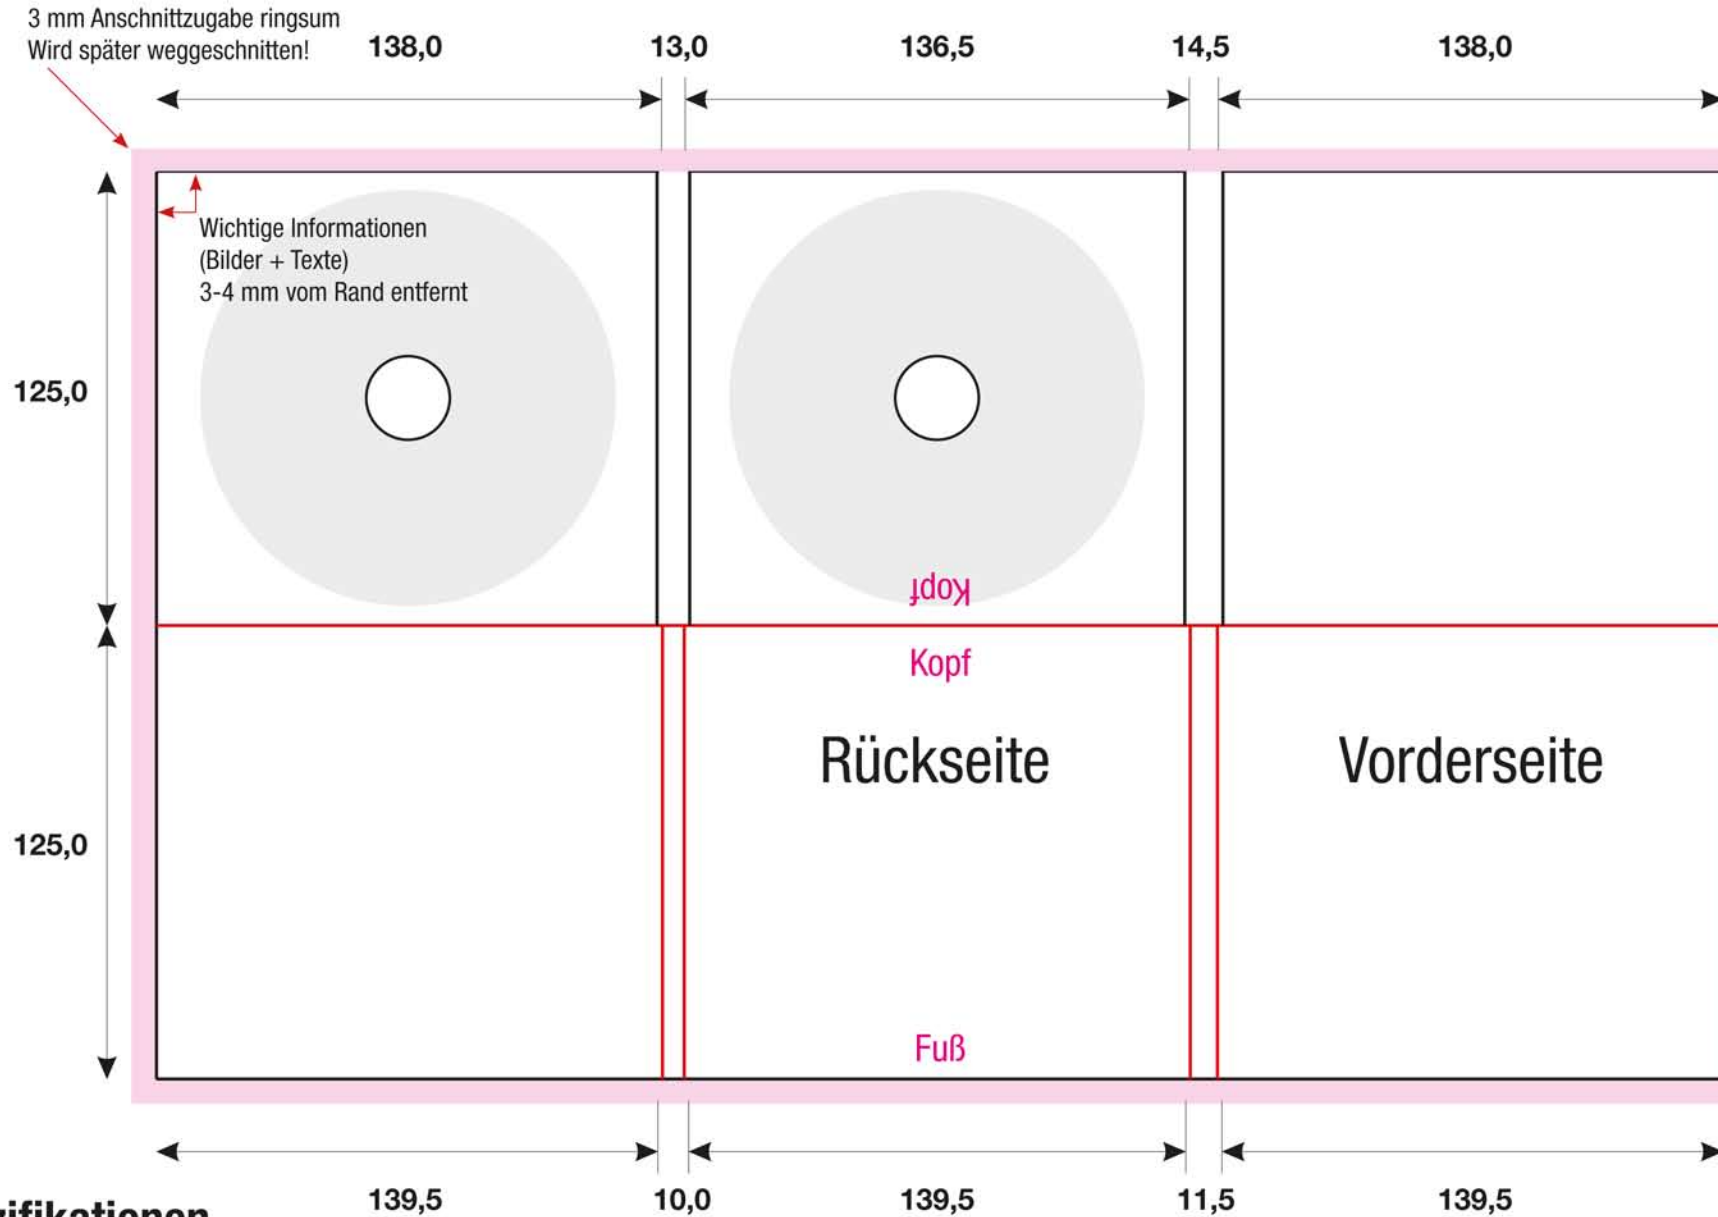 3 mm Anschnittzugabe ringsum
Wird später weggeschnitten!
138,0 13,0 136,5 14,5 138,0
Wichtige Informationen
(Bilder + Texte)
3-4 mm vom Rand entfernt
125,0
Kopf
Kopf
Rückseite Vorderseite
125,0
Fuß
139,5 10,0 139,5 11,5 139,5